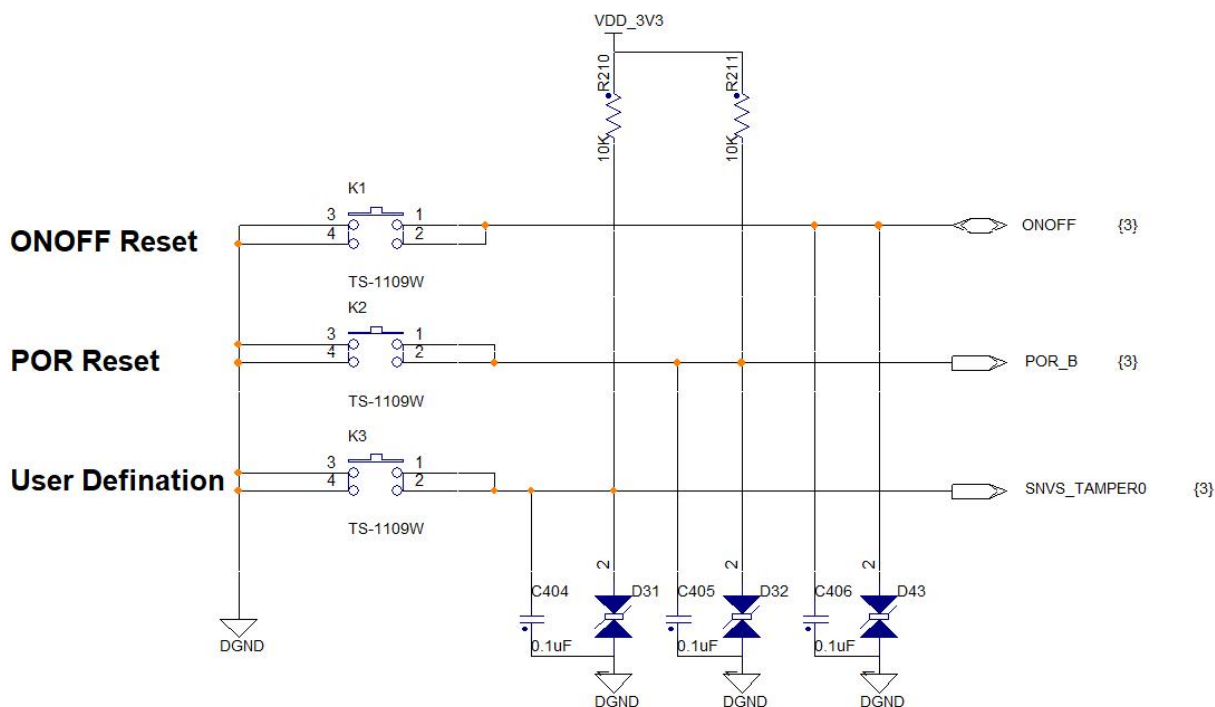 VDD_3V3
R210
R211
10K
10K
K1
3
1
4
2
ONOFF Reset
ONOFF
{3}
TS-1109W
K2
3
1
4
2
POR Reset
POR_B
{3}
TS-1109W
K3
3
1
4
2
User Defination
SNVS_TAMPER0
{3}
TS-1109W
2
2
2
C404
D31
C405
D32
C406
D43
0.1uF
0.1uF
0.1uF
DGND
DGND
DGND
DGND